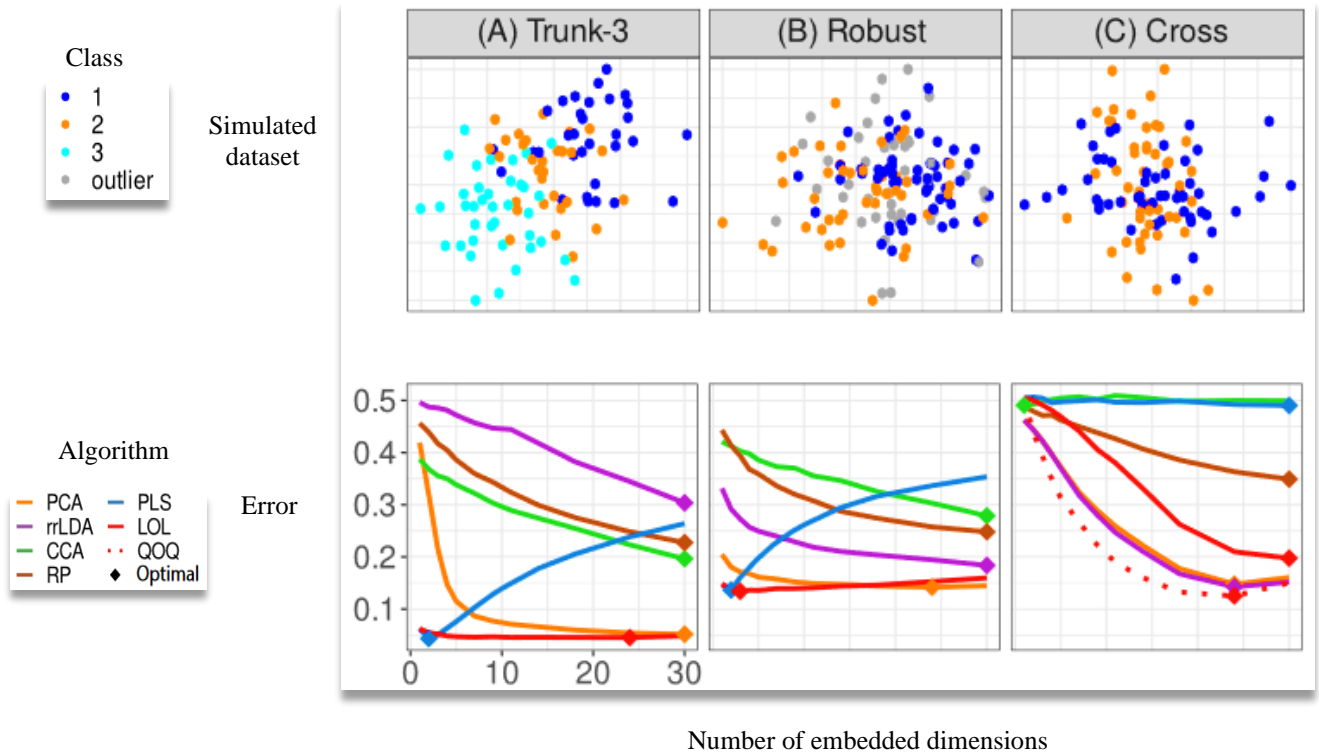 (A) Trunk-3
(B) Robust
(C) Cross
Class
1
2
3
outlier
Simulated
dataset
0.5
0.4
0.3
0.2
0.1
0
10
20
30
Algorithm
PCA
PLS
rrLDA
LOL
CCA
QOQ
RP
Optimal
Error
Number of embedded dimensions